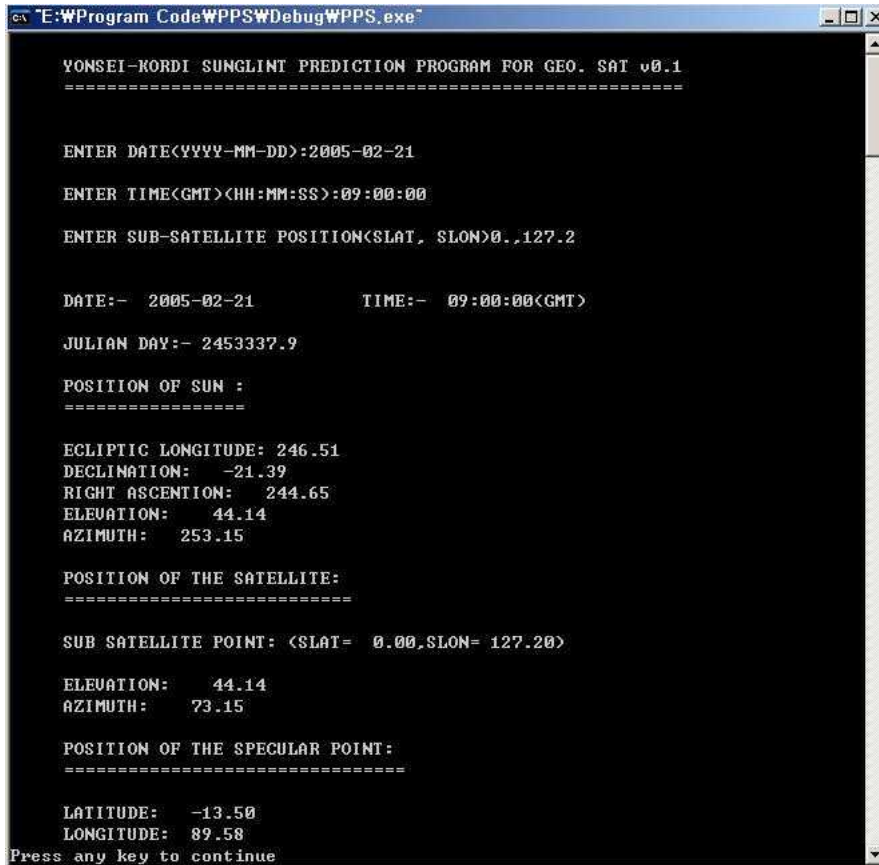 "E:₩Program Code₩PPS₩Debug₩PPS.exe"
YONSEI-KORDI SUNGLINT PREDICTION PROGRAM FOR GEO. SAT v0.1
==========================================================
ENTER DATE(YYYY-MM-DD):2005-02-21
ENTER TIME(GMT)(HH:MM:SS):09:00:00
ENTER SUB-SATELLITE POSITION(SLAT, SLON)0.,127.2
DATE:- 2005-02-21 TIME:- 09:00:00(GMT)
JULIAN DAY:- 2453337.9
POSITION OF SUN :
=================
ECLIPTIC LONGITUDE: 246.51
DECLINATION: -21.39
RIGHT ASCENTION: 244.65
ELEVATION: 44.14
AZIMUTH: 253.15
POSITION OF THE SATELLITE:
===========================
SUB SATELLITE POINT: (SLAT= 0.00,SLON= 127.20)
ELEVATION: 44.14
AZIMUTH: 73.15
POSITION OF THE SPECULAR POINT:
================================
LATITUDE: -13.50
LONGITUDE: 89.58
Press any key to continue